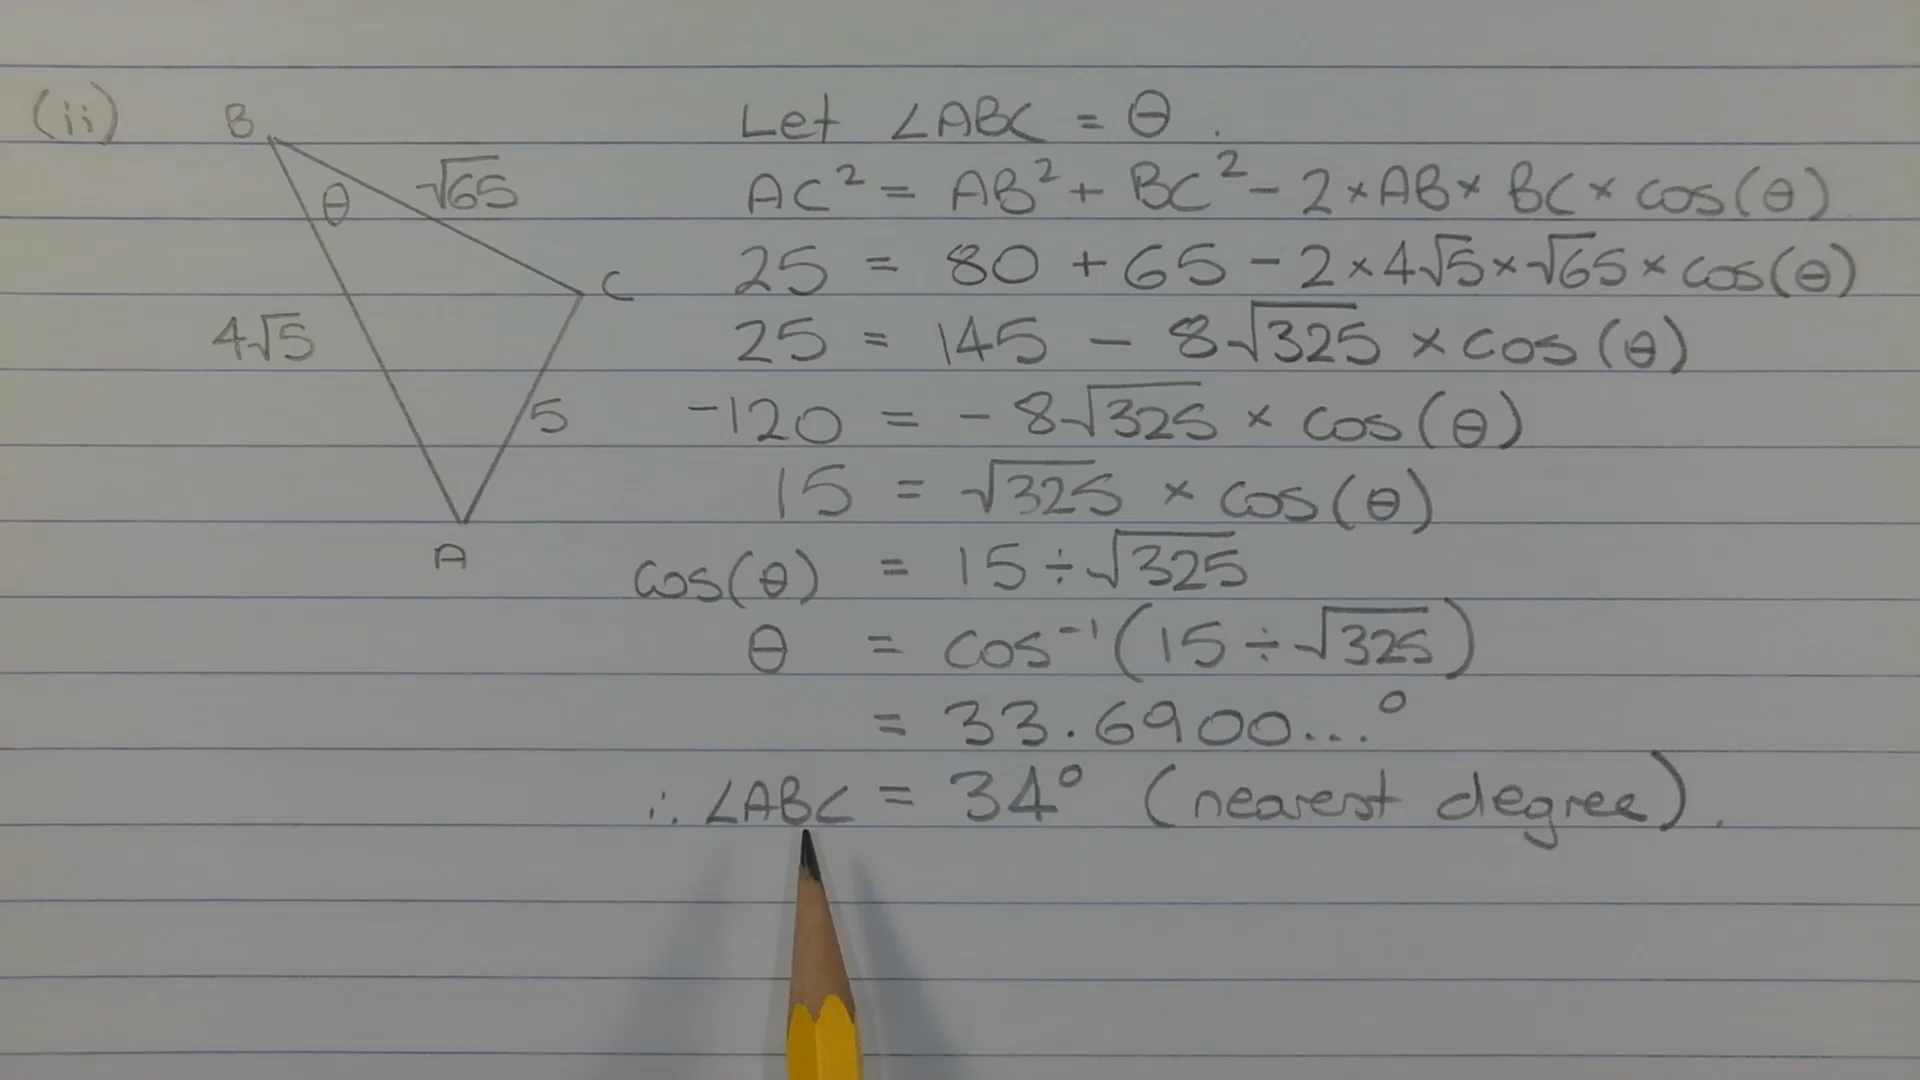 (ii)
B
θ
√65
C
4√5
5
A
Let ∠ABC = θ.
AC² = AB² + BC² - 2 × AB × BC × cos(θ)
25 = 80 + 65 - 2 × 4√5 × √65 × cos(θ)
25 = 145 - 8√325 × cos(θ)
-120 = -8√325 × cos(θ)
15 = √325 × cos(θ)
cos(θ) = 15 ÷ √325
θ = cos⁻¹(15 ÷ √325)
= 33.6900...°
∴ ∠ABC = 34° (nearest degree).